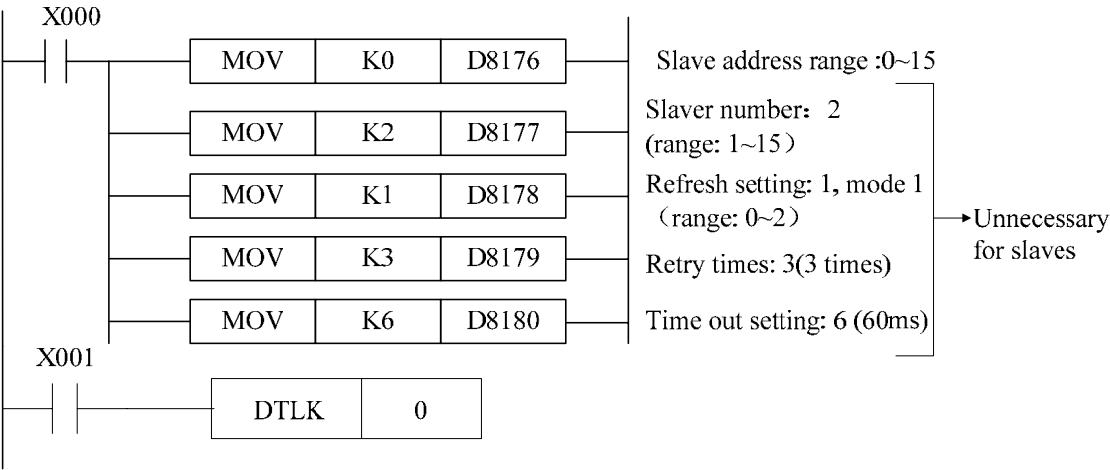 X000
MOV K0 D8176 Slave address range :0~15
MOV K2 D8177 Slaver number： 2
(range: 1~15）
MOV K1 D8178 Refresh setting: 1, mode 1
（range: 0~2）
Unnecessary
for slaves
MOV K3 D8179 Retry times: 3(3 times)
MOV K6 D8180 Time out setting: 6 (60ms)
X001
DTLK 0